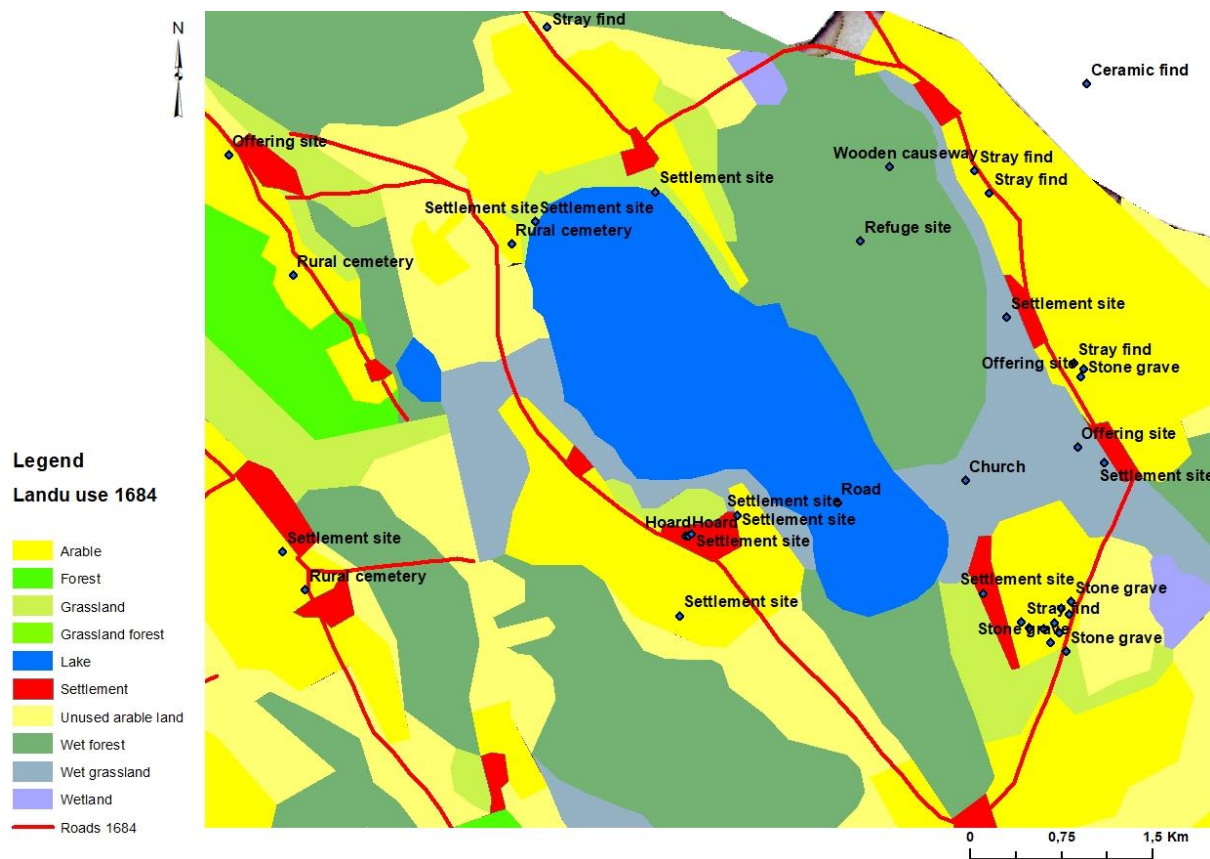 N
Stray find
Ceramic find
Offering site
Wooden causeway
Stray find
Settlement site
Stray find
Settlement site
Settlement site
Rural cemetery
Refuge site
Rural cemetery
Settlement site
Stray find
Offering site
Stone grave
Offering site
Legend
Landu use 1684
Church
Settlement site
Road
Settlement site
Hoard
Hoard
Settlement site
Settlement site
Arable
Settlement site
Forest
Rural cemetery
Settlement site
Stone grave
Grassland
Settlement site
Stray find
Grassland forest
Stone grave
Stone grave
Lake
Settlement
Unused arable land
Wet forest
Wet grassland
Wetland
Roads 1684
0 0,75 1,5 Km